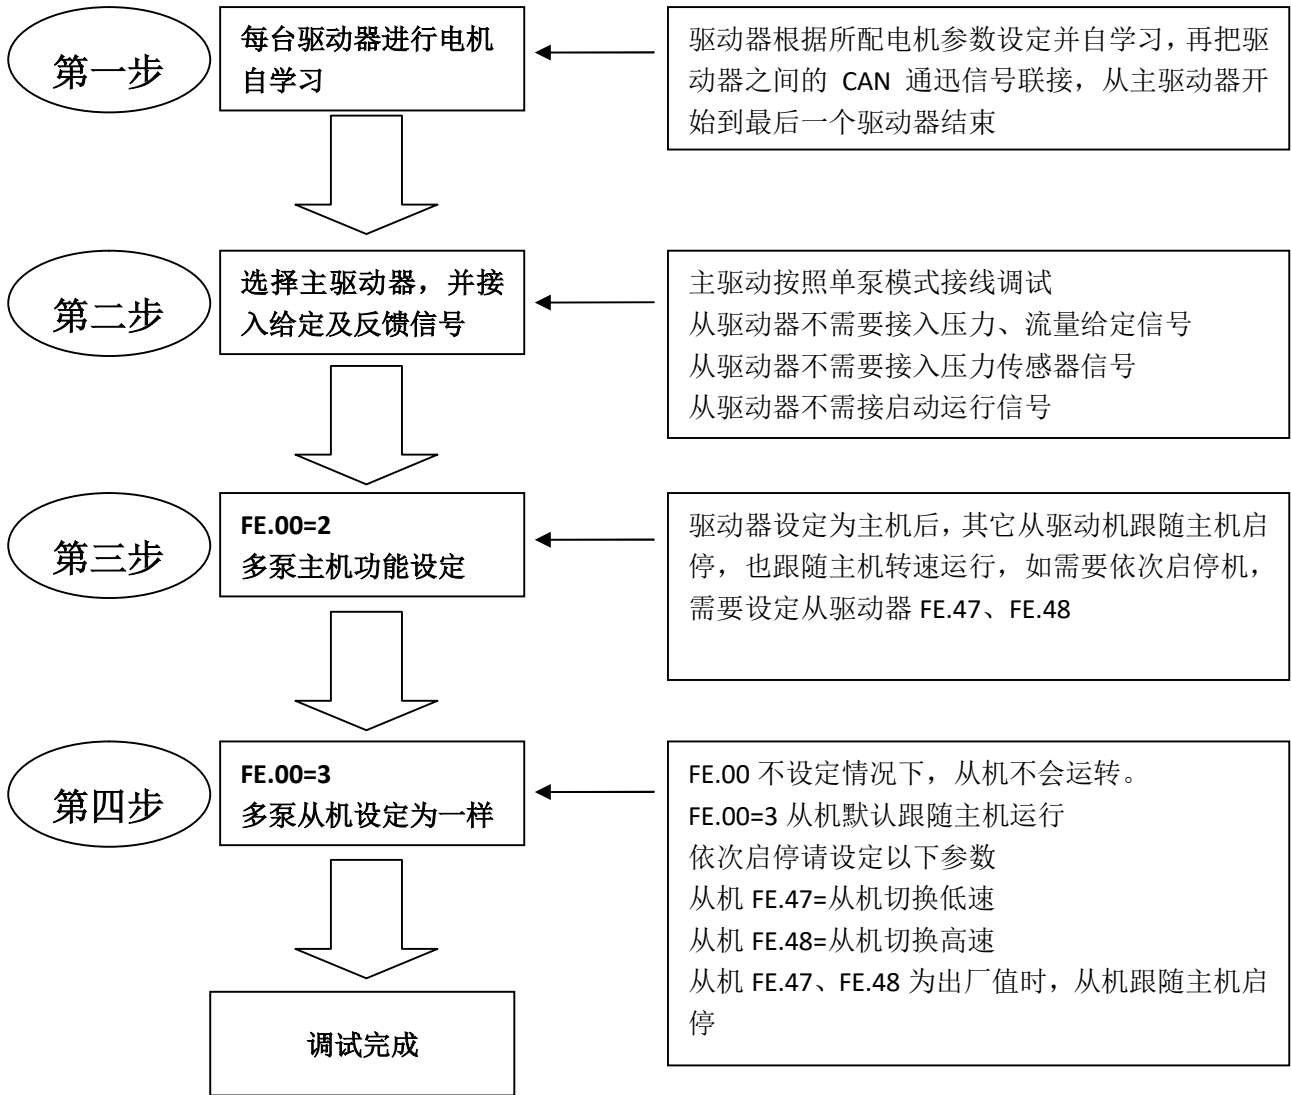 第一步
每台驱动器进行电机
自学习
驱动器根据所配电机参数设定并自学习，再把驱
动器之间的 CAN 通迅信号联接，从主驱动器开
始到最后一个驱动器结束
第二步
选择主驱动器，并接
入给定及反馈信号
主驱动按照单泵模式接线调试
从驱动器不需要接入压力、流量给定信号
从驱动器不需要接入压力传感器信号
从驱动器不需接启动运行信号
第三步
FE.00=2
多泵主机功能设定
驱动器设定为主机后，其它从驱动机跟随主机启
停，也跟随主机转速运行，如需要依次启停机，
需要设定从驱动器 FE.47、FE.48
第四步
FE.00=3
多泵从机设定为一样
FE.00 不设定情况下，从机不会运转。
FE.00=3 从机默认跟随主机运行
依次启停请设定以下参数
从机 FE.47=从机切换低速
从机 FE.48=从机切换高速
从机 FE.47、FE.48 为出厂值时，从机跟随主机启
停
调试完成